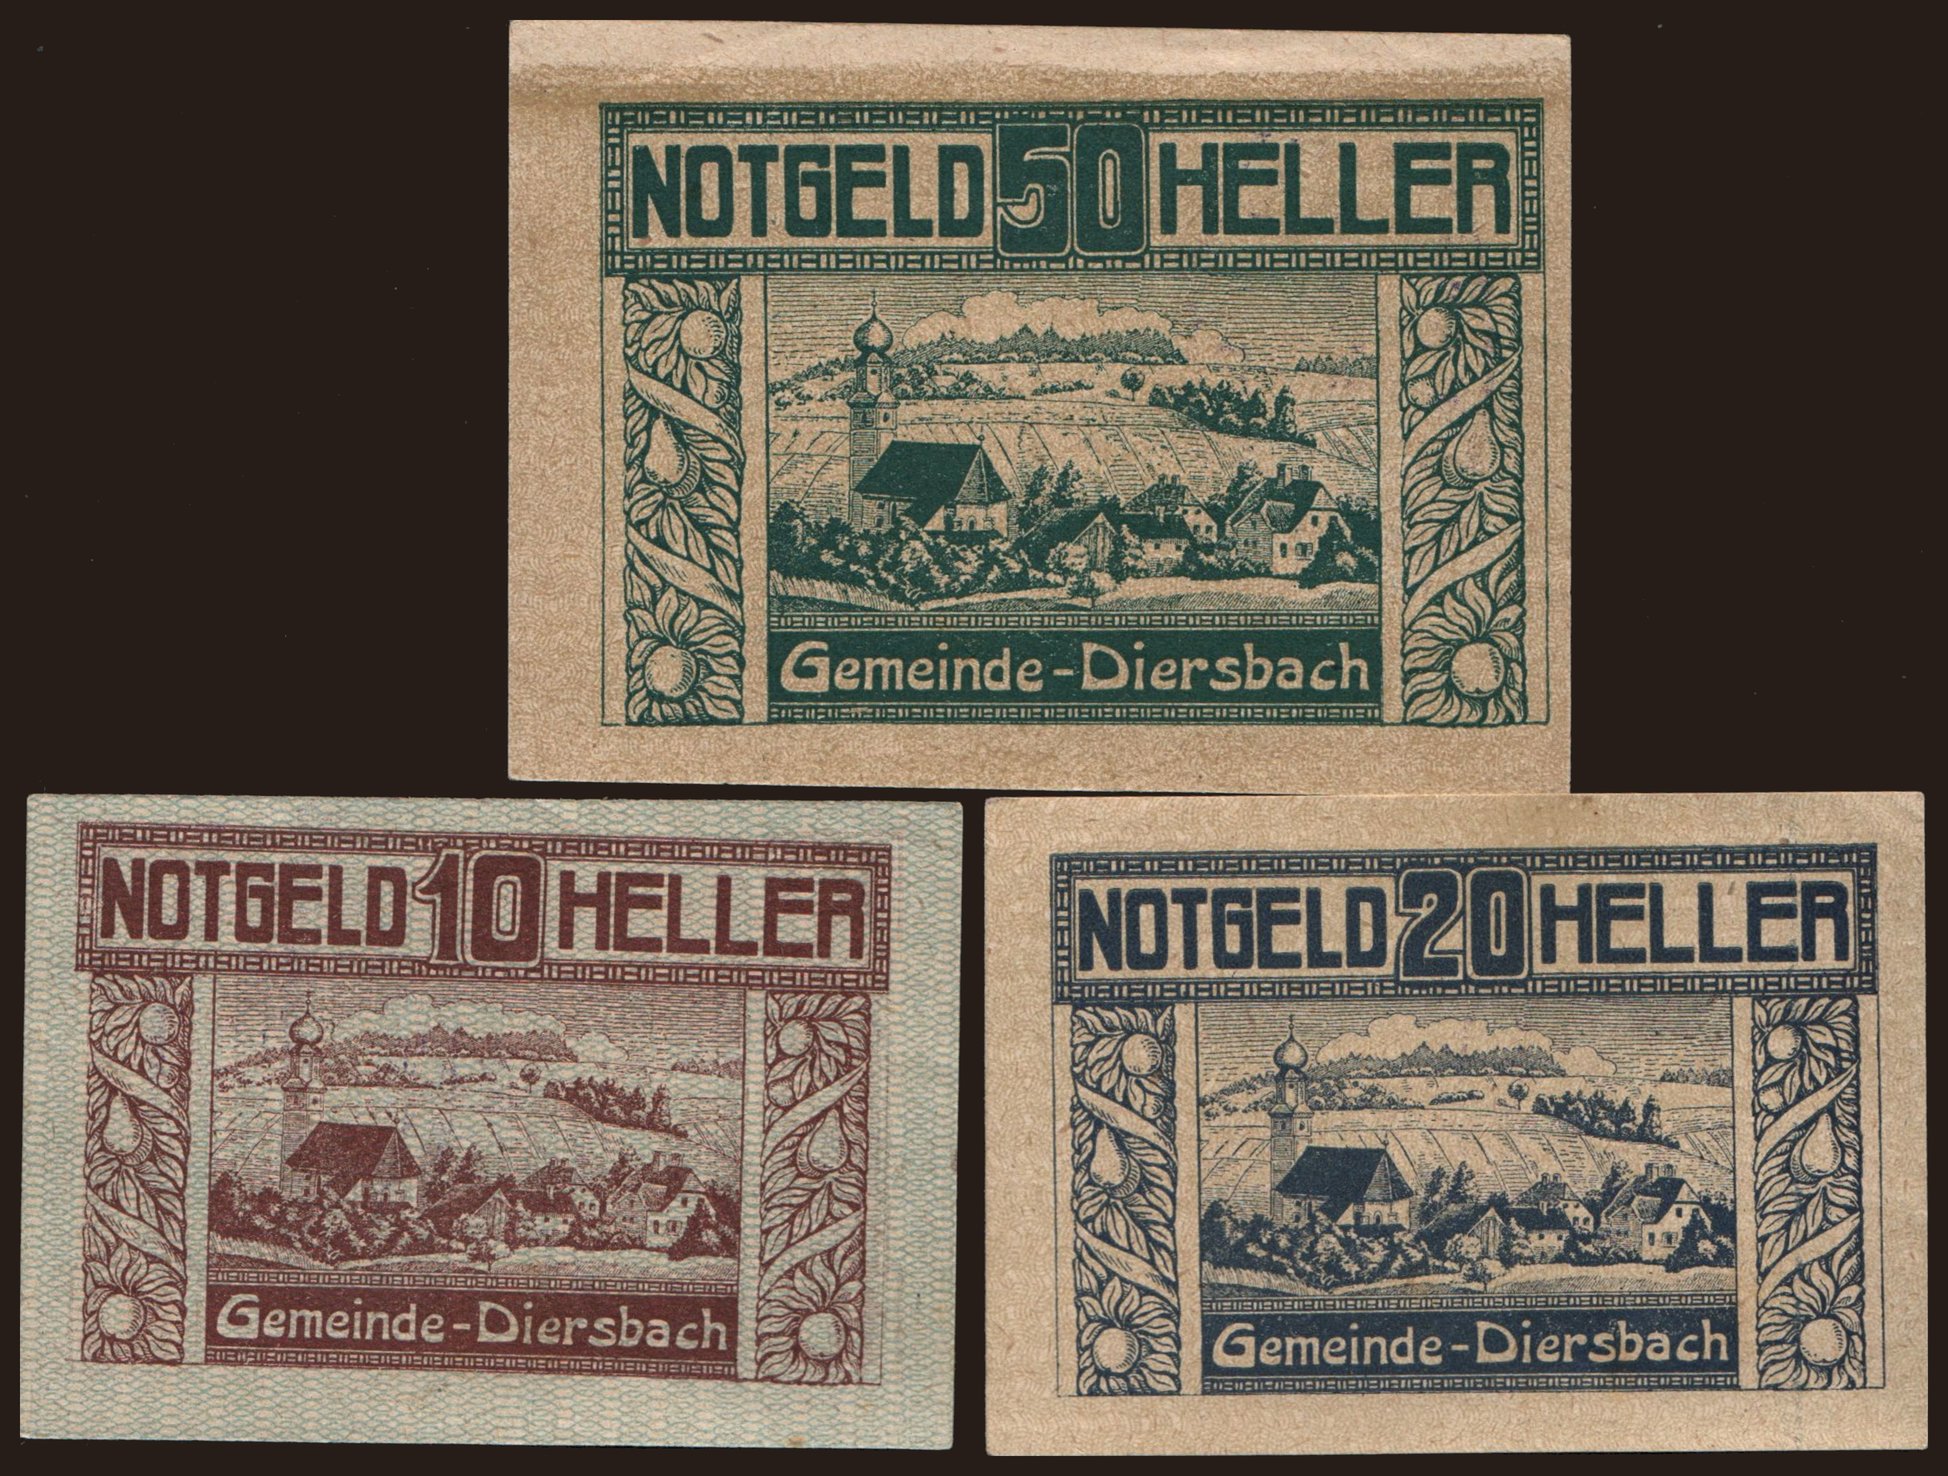 NOTGELD 50 HELLER
Gemeinde-Diersbach
NOTGELD 10 HELLER
Gemeinde-Diersbach
NOTGELD 20 HELLER
Gemeinde-Diersbach